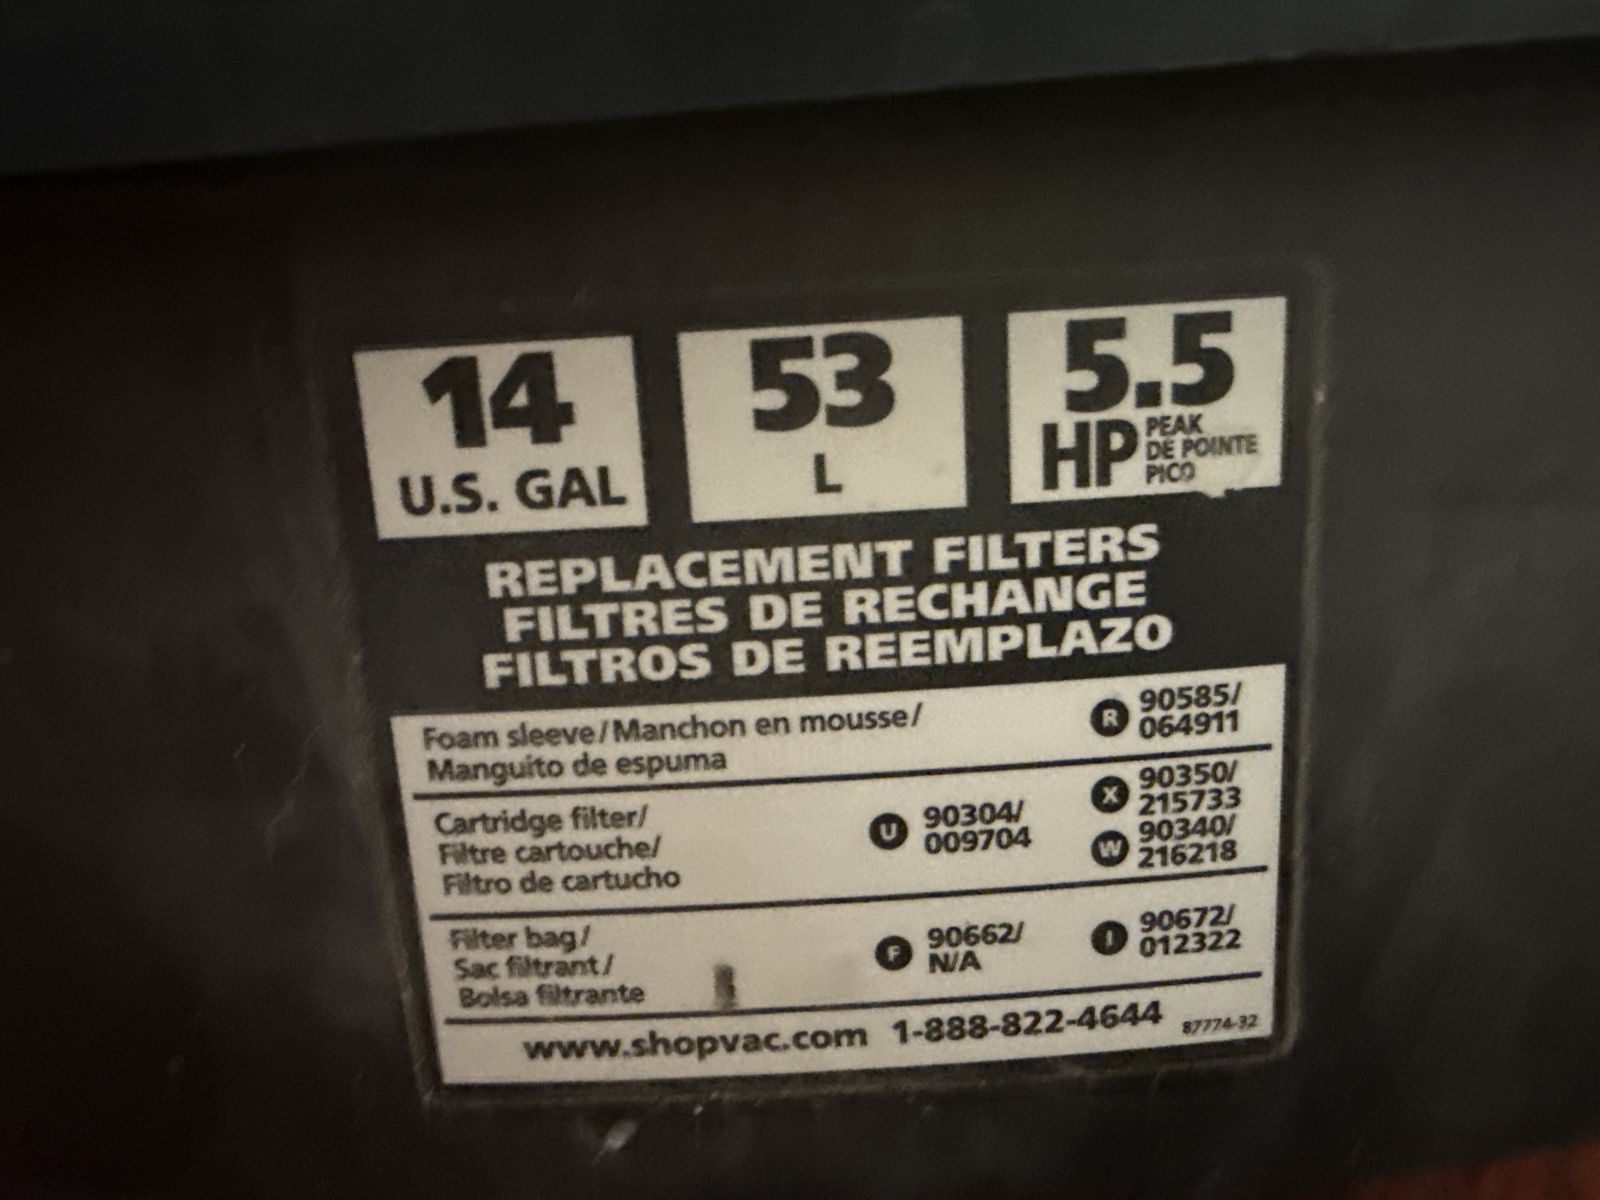 14
U.S. GAL
53
L
5.5
HP PEAK
DE POINTE
PICO
REPLACEMENT FILTERS
FILTRES DE RECHANGE
FILTROS DE REEMPLAZO
Foam sleeve/Manchon en mousse/
Manguito de espuma
R 90585/
064911
Cartridge filter/
Filtre cartouche/
Filtro de cartucho
U 90304/
009704
X 90350/
215733
W 90340/
216218
Filter bag/
Sac filtrant/
Bolsa filtrante
F 90662/
N/A
I 90672/
012322
www.shopvac.com 1-888-822-4644 87774-32